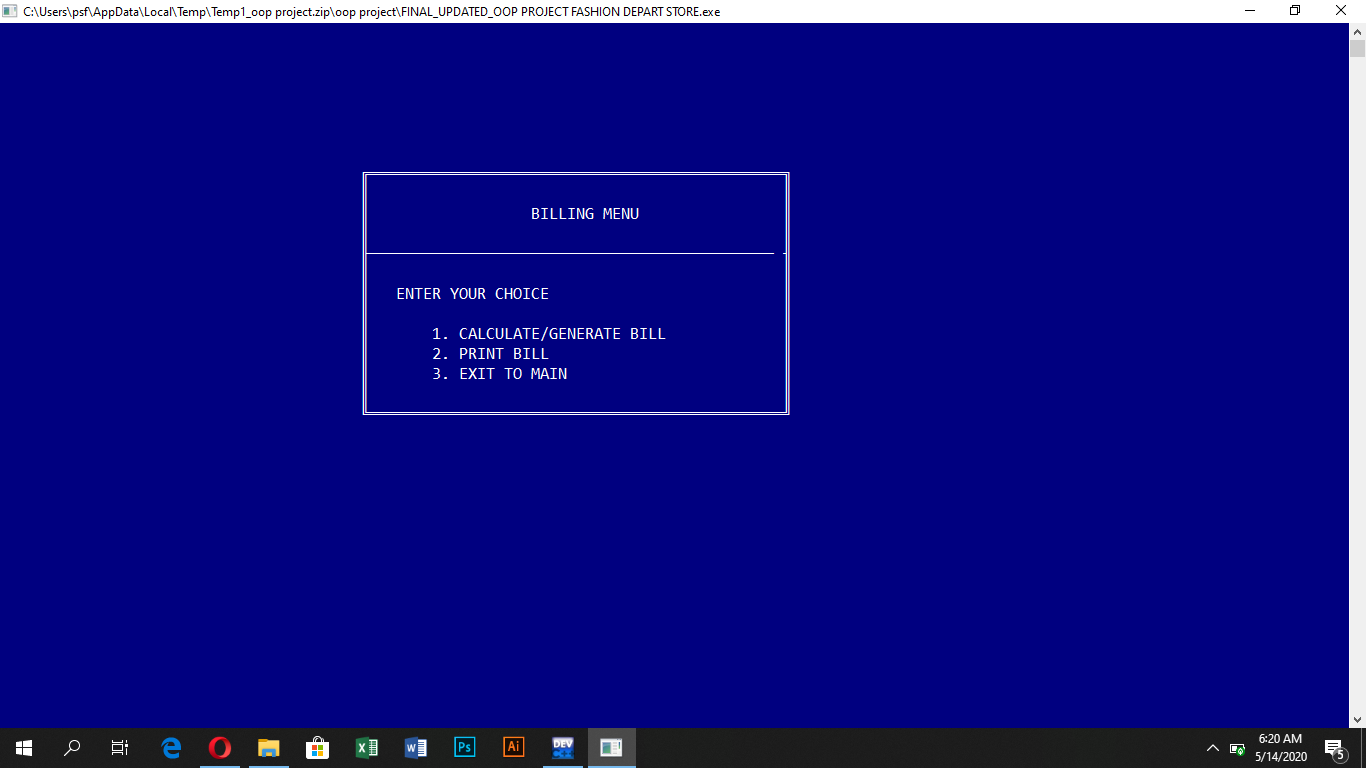 C:\Users\psf\AppData\Local\Temp\Temp1_oop project.zip\oop project\FINAL_UPDATED_OOP PROJECT FASHION DEPART STORE.exe
BILLING MENU
ENTER YOUR CHOICE
1. CALCULATE/GENERATE BILL
2. PRINT BILL
3. EXIT TO MAIN
Ps
Ai
DEV
6:20 AM
5/14/2020
5